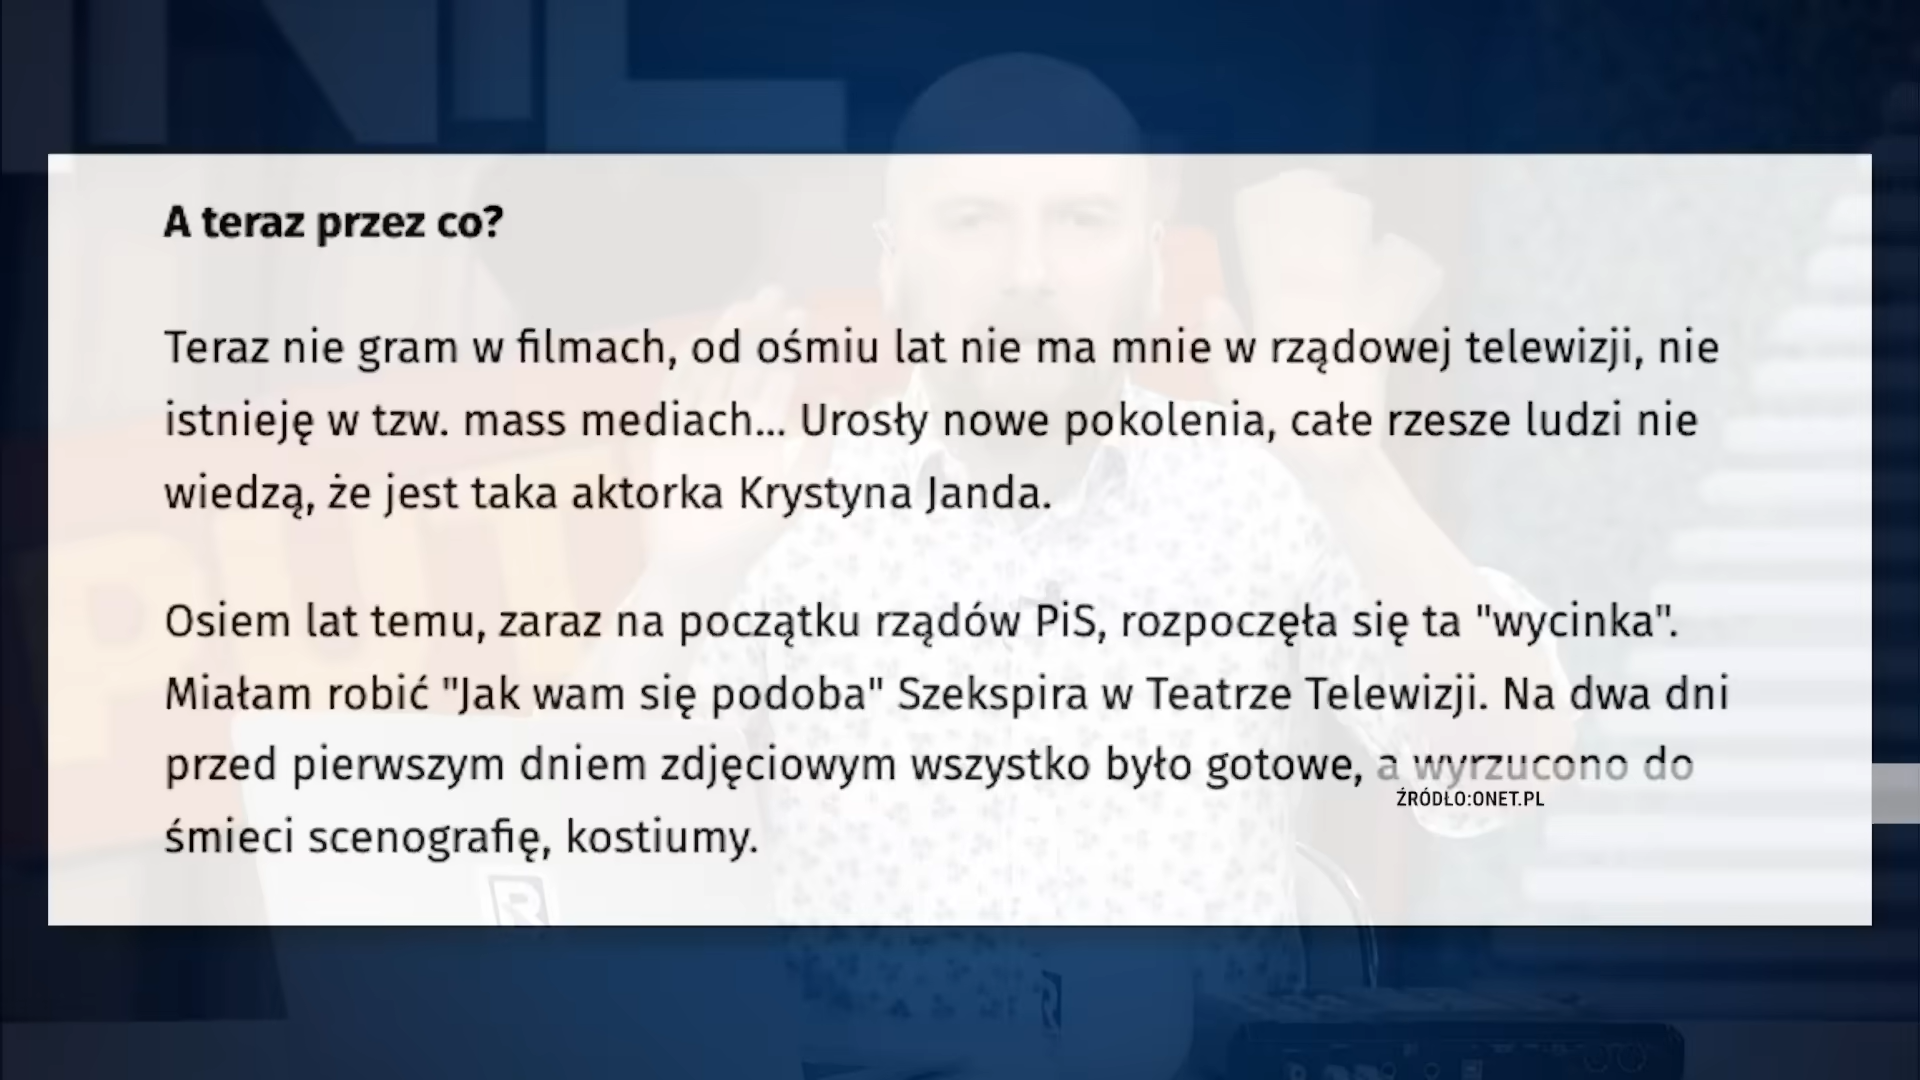 A teraz przez co?
Teraz nie gram w filmach, od ośmiu lat nie ma mnie w rządowej telewizji, nie
istnieję w tzw. mass mediach... Urosły nowe pokolenia, całe rzesze ludzi nie
wiedzą, że jest taka aktorka Krystyna Janda.
Osiem lat temu, zaraz na początku rządów PiS, rozpoczęła się ta "wycinka".
Miałam robić "Jak wam się podoba" Szekspira w Teatrze Telewizji. Na dwa dni
przed pierwszym dniem zdjęciowym wszystko było gotowe, a wyrzucono do
ŹRÓDŁO:ONET.PL
śmieci scenografię, kostiumy.